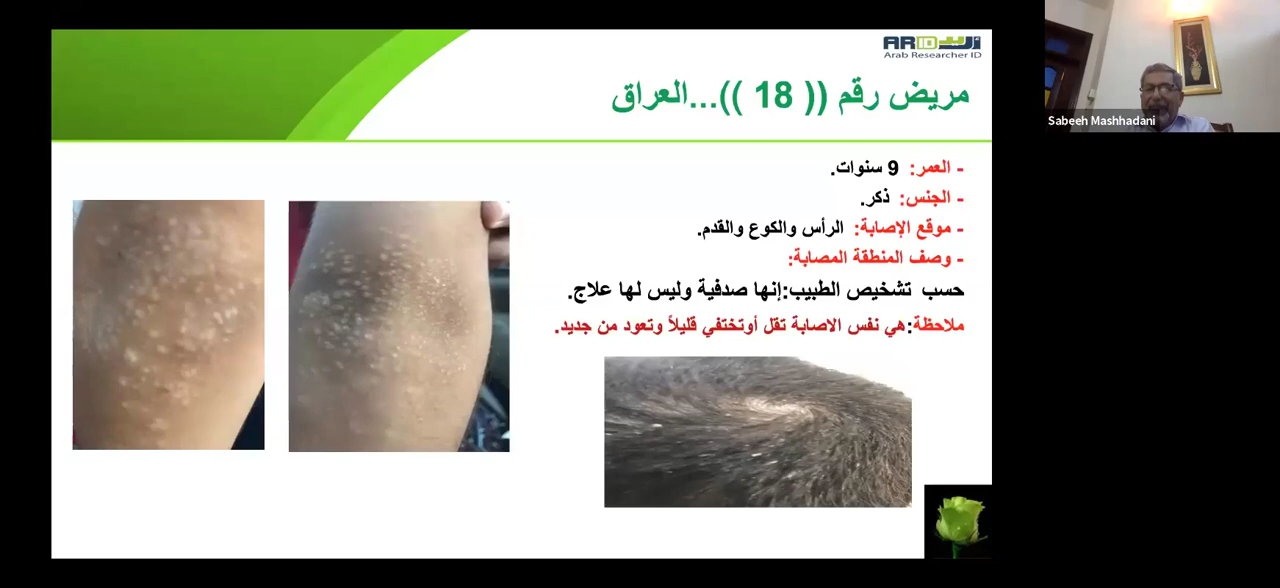 ARID اريد
Arab Researcher ID
Sabeeh Mashhadani
مريض رقم (( 18 ))...العراق
- العمر: 9 سنوات.
- الجنس: ذكر.
- موقع الإصابة: الرأس والكوع والقدم.
- وصف المنطقة المصابة:
حسب تشخيص الطبيب:إنها صدفية وليس لها علاج.
ملاحظة:هي نفس الاصابة تقل أوتختفي قليلاً وتعود من جديد.